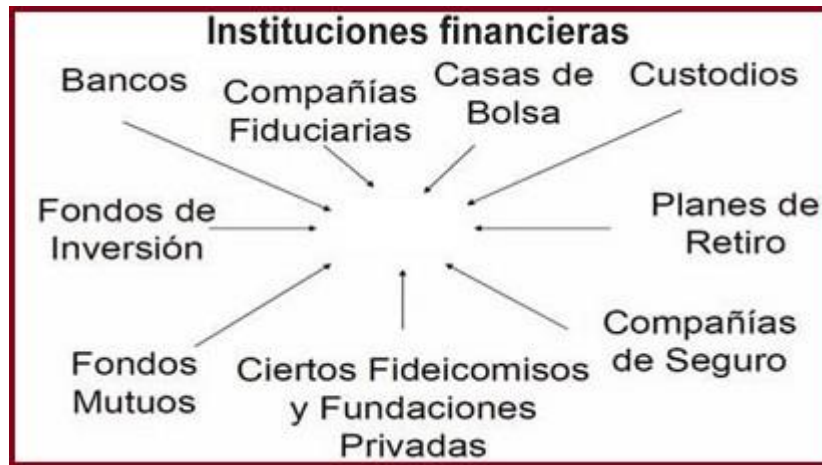 Instituciones financieras
Bancos
Compañías
Fiduciarias
Casas de
Bolsa
Custodios
Fondos de
Inversión
Planes de
Retiro
Fondos
Mutuos
Ciertos Fideicomisos
y Fundaciones
Privadas
Compañías
de Seguro